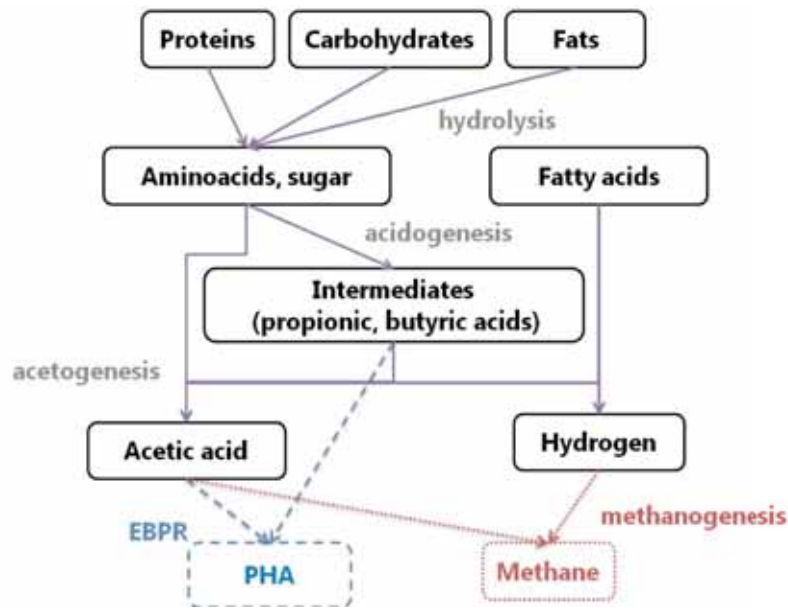 Proteins
Carbohydrates
Fats
hydrolysis
Aminoacids, sugar
Fatty acids
acidogenesis
Intermediates
(propionic, butyric acids)
acetogenesis
Acetic acid
Hydrogen
methanogenesis
EBPR
PHA
Methane